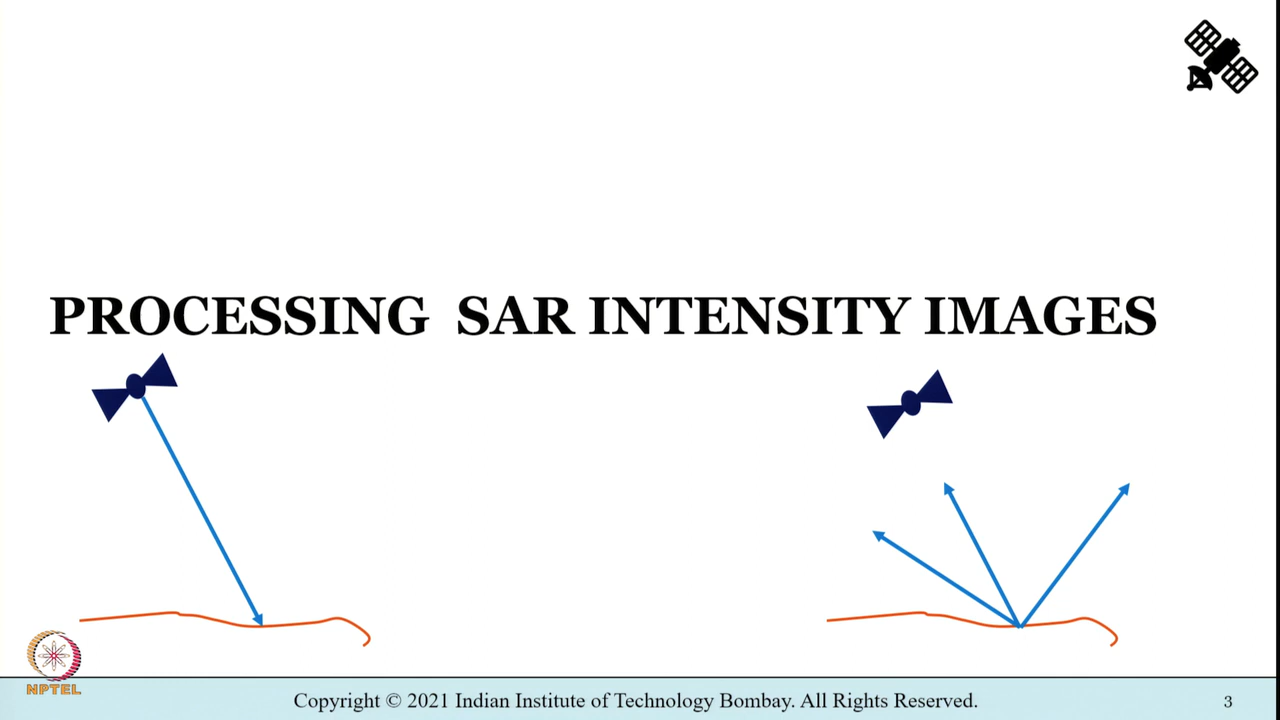 PROCESSING SAR INTENSITY IMAGES
NPTEL
Copyright © 2021 Indian Institute of Technology Bombay. All Rights Reserved.
3